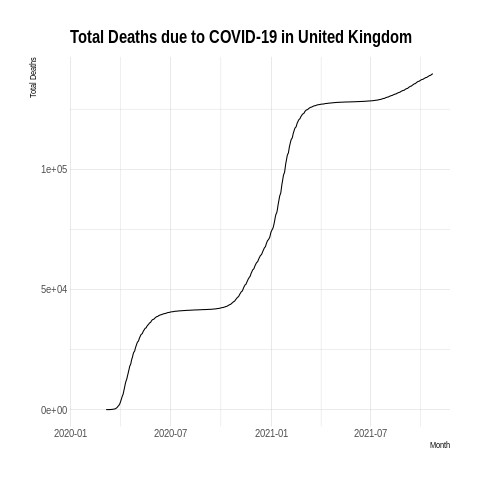 Total Deaths due to COVID-19 in United Kingdom
Total Deaths
1e+05
5e+04
0e+00
2020-01 2020-07 2021-01 2021-07
Month